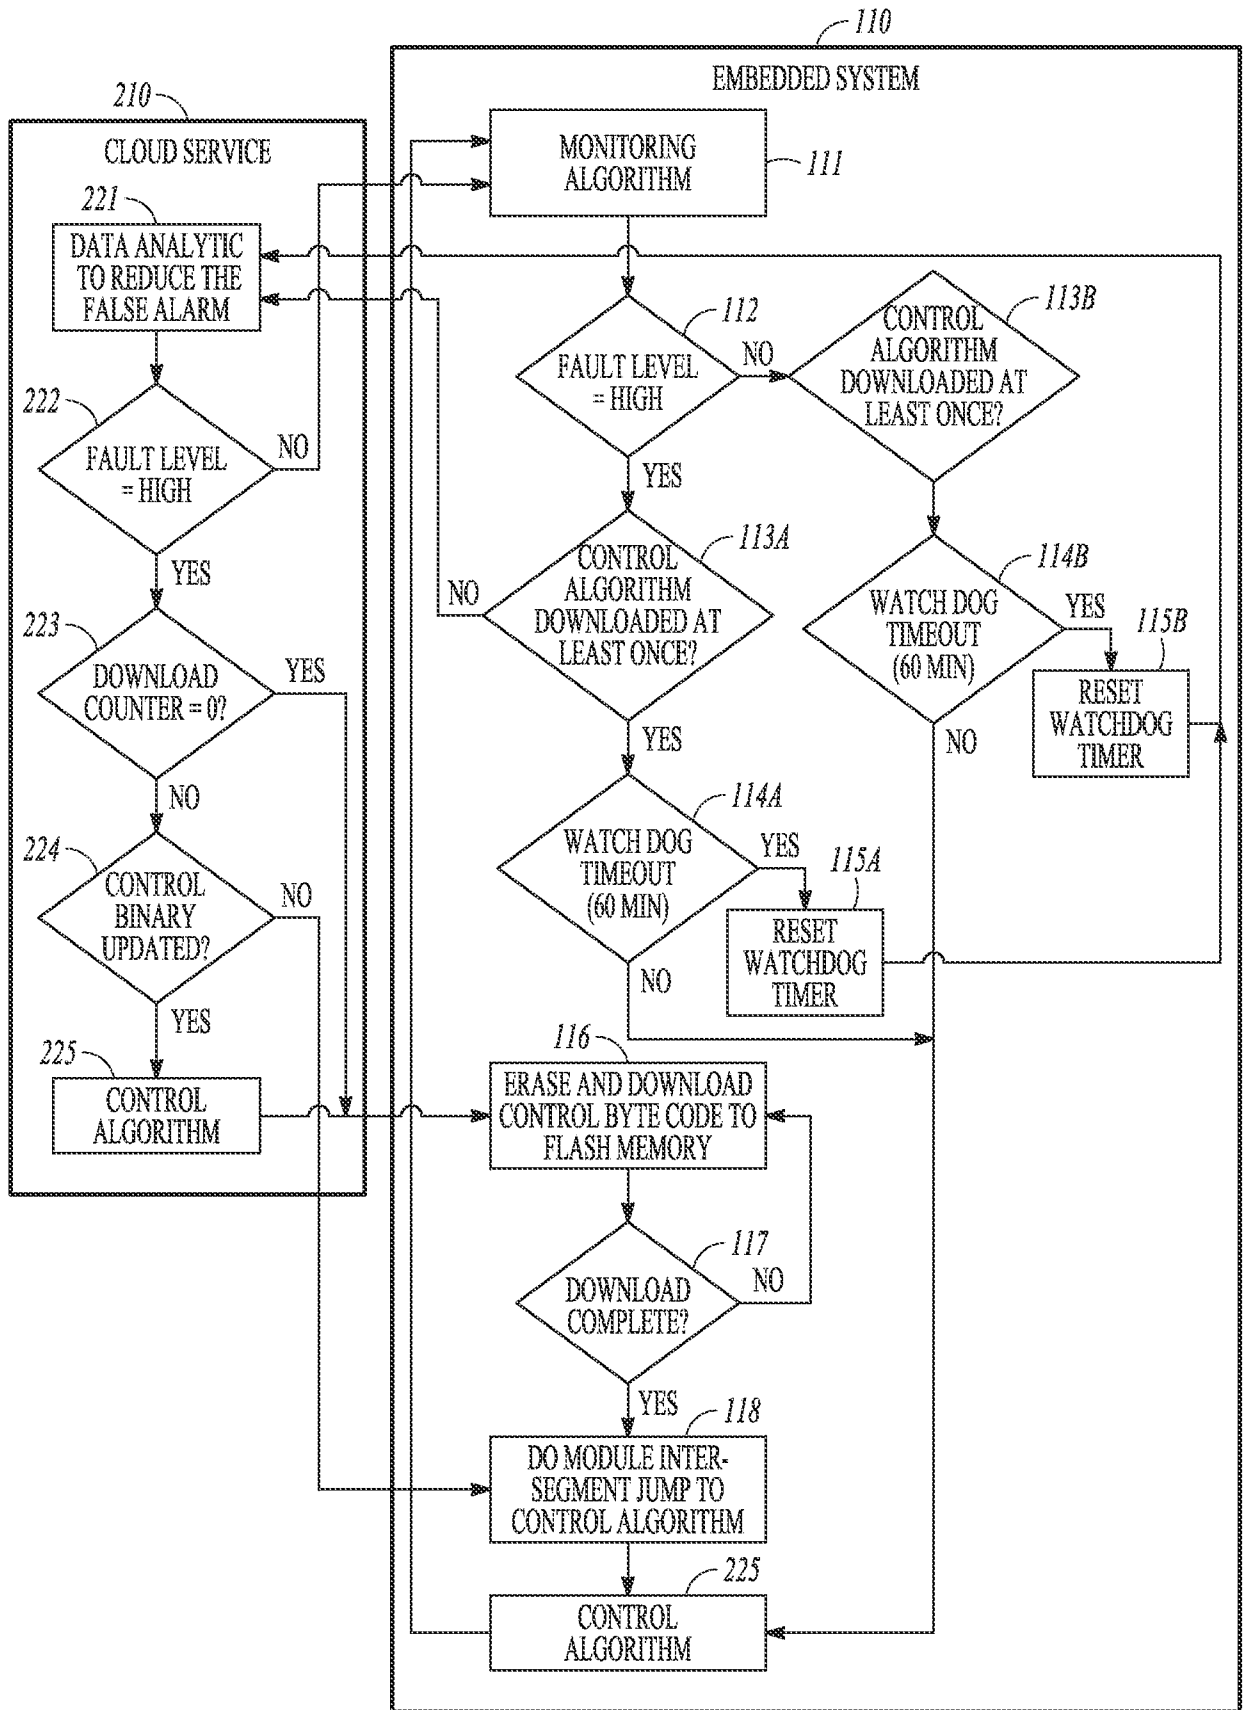 110
EMBEDDED SYSTEM
210
CLOUD SERVICE
MONITORING
ALGORITHM
111
221
DATA ANALYTIC
TO REDUCE THE
FALSE ALARM
112
FAULT LEVEL
= HIGH
NO
YES
113B
CONTROL
ALGORITHM
DOWNLOADED AT
LEAST ONCE?
222
FAULT LEVEL
= HIGH
NO
YES
113A
CONTROL
ALGORITHM
DOWNLOADED AT
LEAST ONCE?
NO
YES
114B
WATCH DOG
TIMEOUT
(60 MIN)
YES
NO
115B
RESET
WATCHDOG
TIMER
223
DOWNLOAD
COUNTER = 0?
YES
NO
114A
WATCH DOG
TIMEOUT
(60 MIN)
YES
NO
115A
RESET
WATCHDOG
TIMER
224
CONTROL
BINARY
UPDATED?
NO
YES
225
CONTROL
ALGORITHM
116
ERASE AND DOWNLOAD
CONTROL BYTE CODE TO
FLASH MEMORY
117
DOWNLOAD
COMPLETE?
NO
YES
118
DO MODULE INTER-
SEGMENT JUMP TO
CONTROL ALGORITHM
225
CONTROL
ALGORITHM